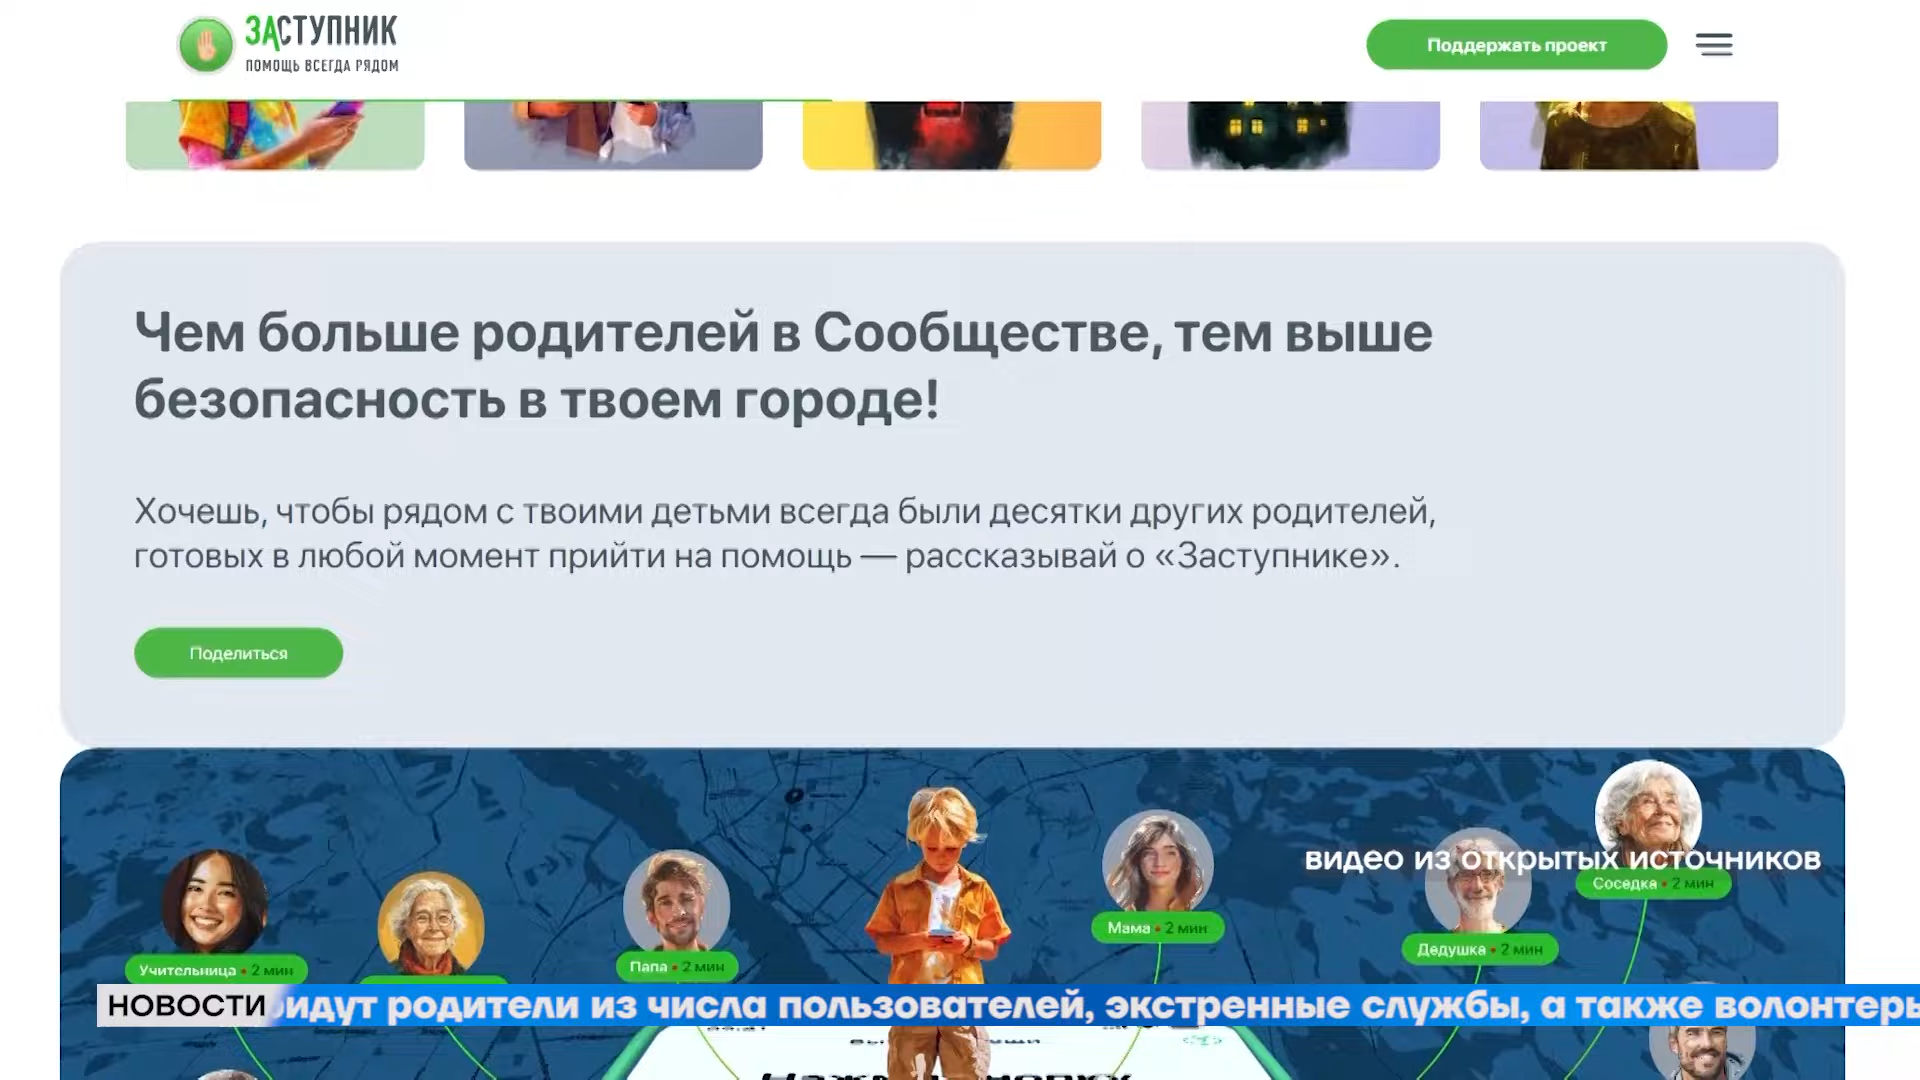 ЗАСТУПНИК
ПОМОЩЬ ВСЕГДА РЯДОМ
Поддержать проект
Чем больше родителей в Сообществе, тем выше
безопасность в твоем городе!
Хочешь, чтобы рядом с твоими детьми всегда были десятки других родителей,
готовых в любой момент прийти на помощь — рассказывай о «Заступнике».
Поделиться
видео из открытых источников
Соседка • 2 мин
Мама • 2 мин
Дедушка • 2 мин
Папа • 2 мин
Учительница • 2 мин
НОВОСТИ
идут родители из числа пользователей, экстренные службы, а также волонтеры